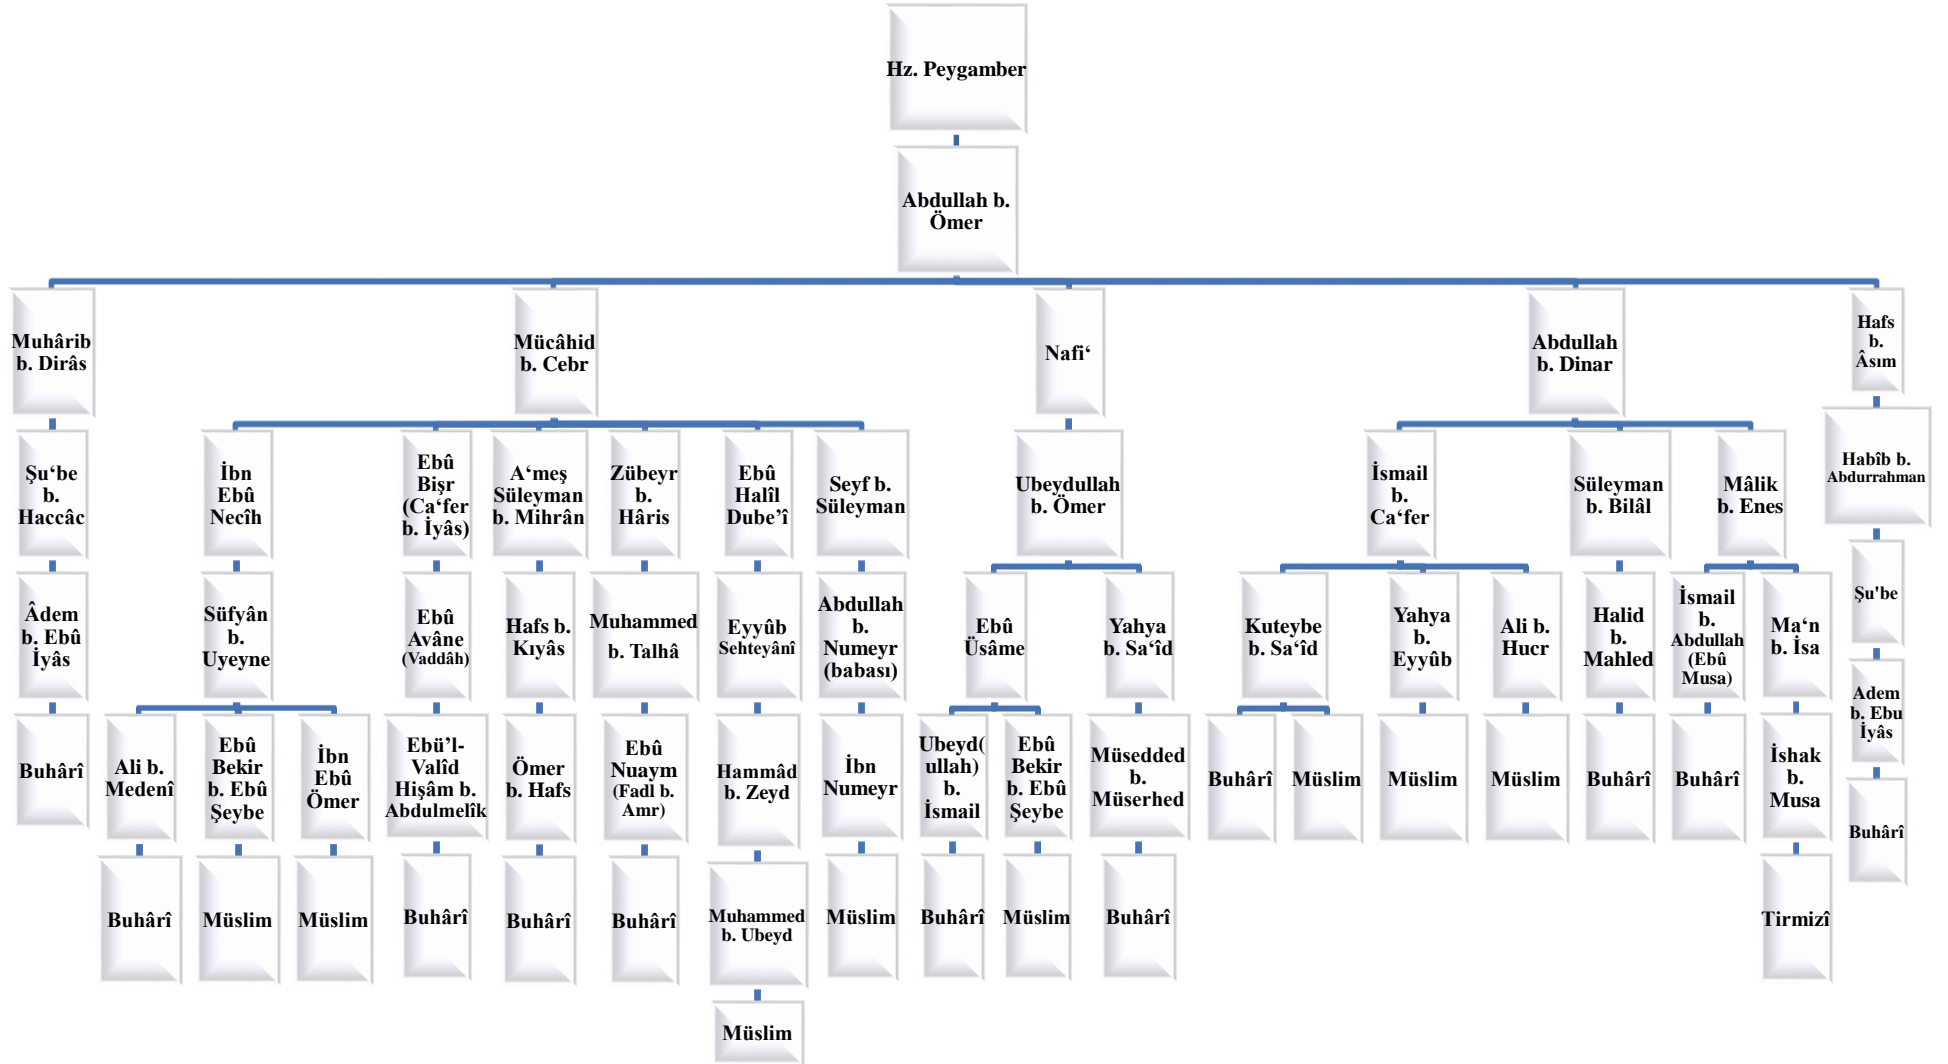 Hz. Peygamber
Abdullah b.
Ömer
Muhârib
b. Dirâs
Mücâhid
b. Cebr
Nafi‘
Abdullah
b. Dinar
Hafs
b.
Âsım
Şu‘be
b.
Haccâc
İbn
Ebû
Necîh
Ebû
Bişr
(Ca‘fer
b. İyâs)
A‘meş
Süleyman
b. Mihrân
Zübeyr
b.
Hâris
Ebû
Halîl
Dube’î
Seyf b.
Süleyman
Ubeydullah
b. Ömer
İsmail
b.
Ca‘fer
Süleyman
b. Bilâl
Mâlik
b. Enes
Habîb b.
Abdurrahman
Âdem
b. Ebû
İyâs
Süfyân
b.
Uyeyne
Ebû
Avâne
(Vaddâh)
Hafs b.
Kıyâs
Muhammed
b. Talhâ
Eyyûb
Sehteyânî
Abdullah
b.
Numeyr
(babası)
Ebû
Üsâme
Yahya
b. Sa‘îd
Kuteybe
b. Sa‘îd
Yahya
b.
Eyyûb
Ali b.
Hucr
Halid
b.
Mahled
İsmail
b.
Abdullah
(Ebû
Musa)
Ma‘n
b. İsa
Şu'be
Buhârî
Ali b.
Medenî
Ebû
Bekir
b. Ebû
Şeybe
İbn
Ebû
Ömer
Ebü’l-
Valîd
Hişâm b.
Abdulmelîk
Ömer
b. Hafs
Ebû
Nuaym
(Fadl b.
Amr)
Hammâd
b. Zeyd
İbn
Numeyr
Ubeyd(
ullah)
b.
İsmail
Ebû
Bekir
b. Ebû
Şeybe
Müsedded
b.
Müserhed
Buhârî
Müslim
Müslim
Müslim
Buhârî
Buhârî
İshak
b.
Musa
Adem
b. Ebu
İyâs
Buhârî
Müslim
Müslim
Buhârî
Buhârî
Buhârî
Muhammed
b. Ubeyd
Müslim
Buhârî
Müslim
Buhârî
Tirmizî
Buhârî
Müslim